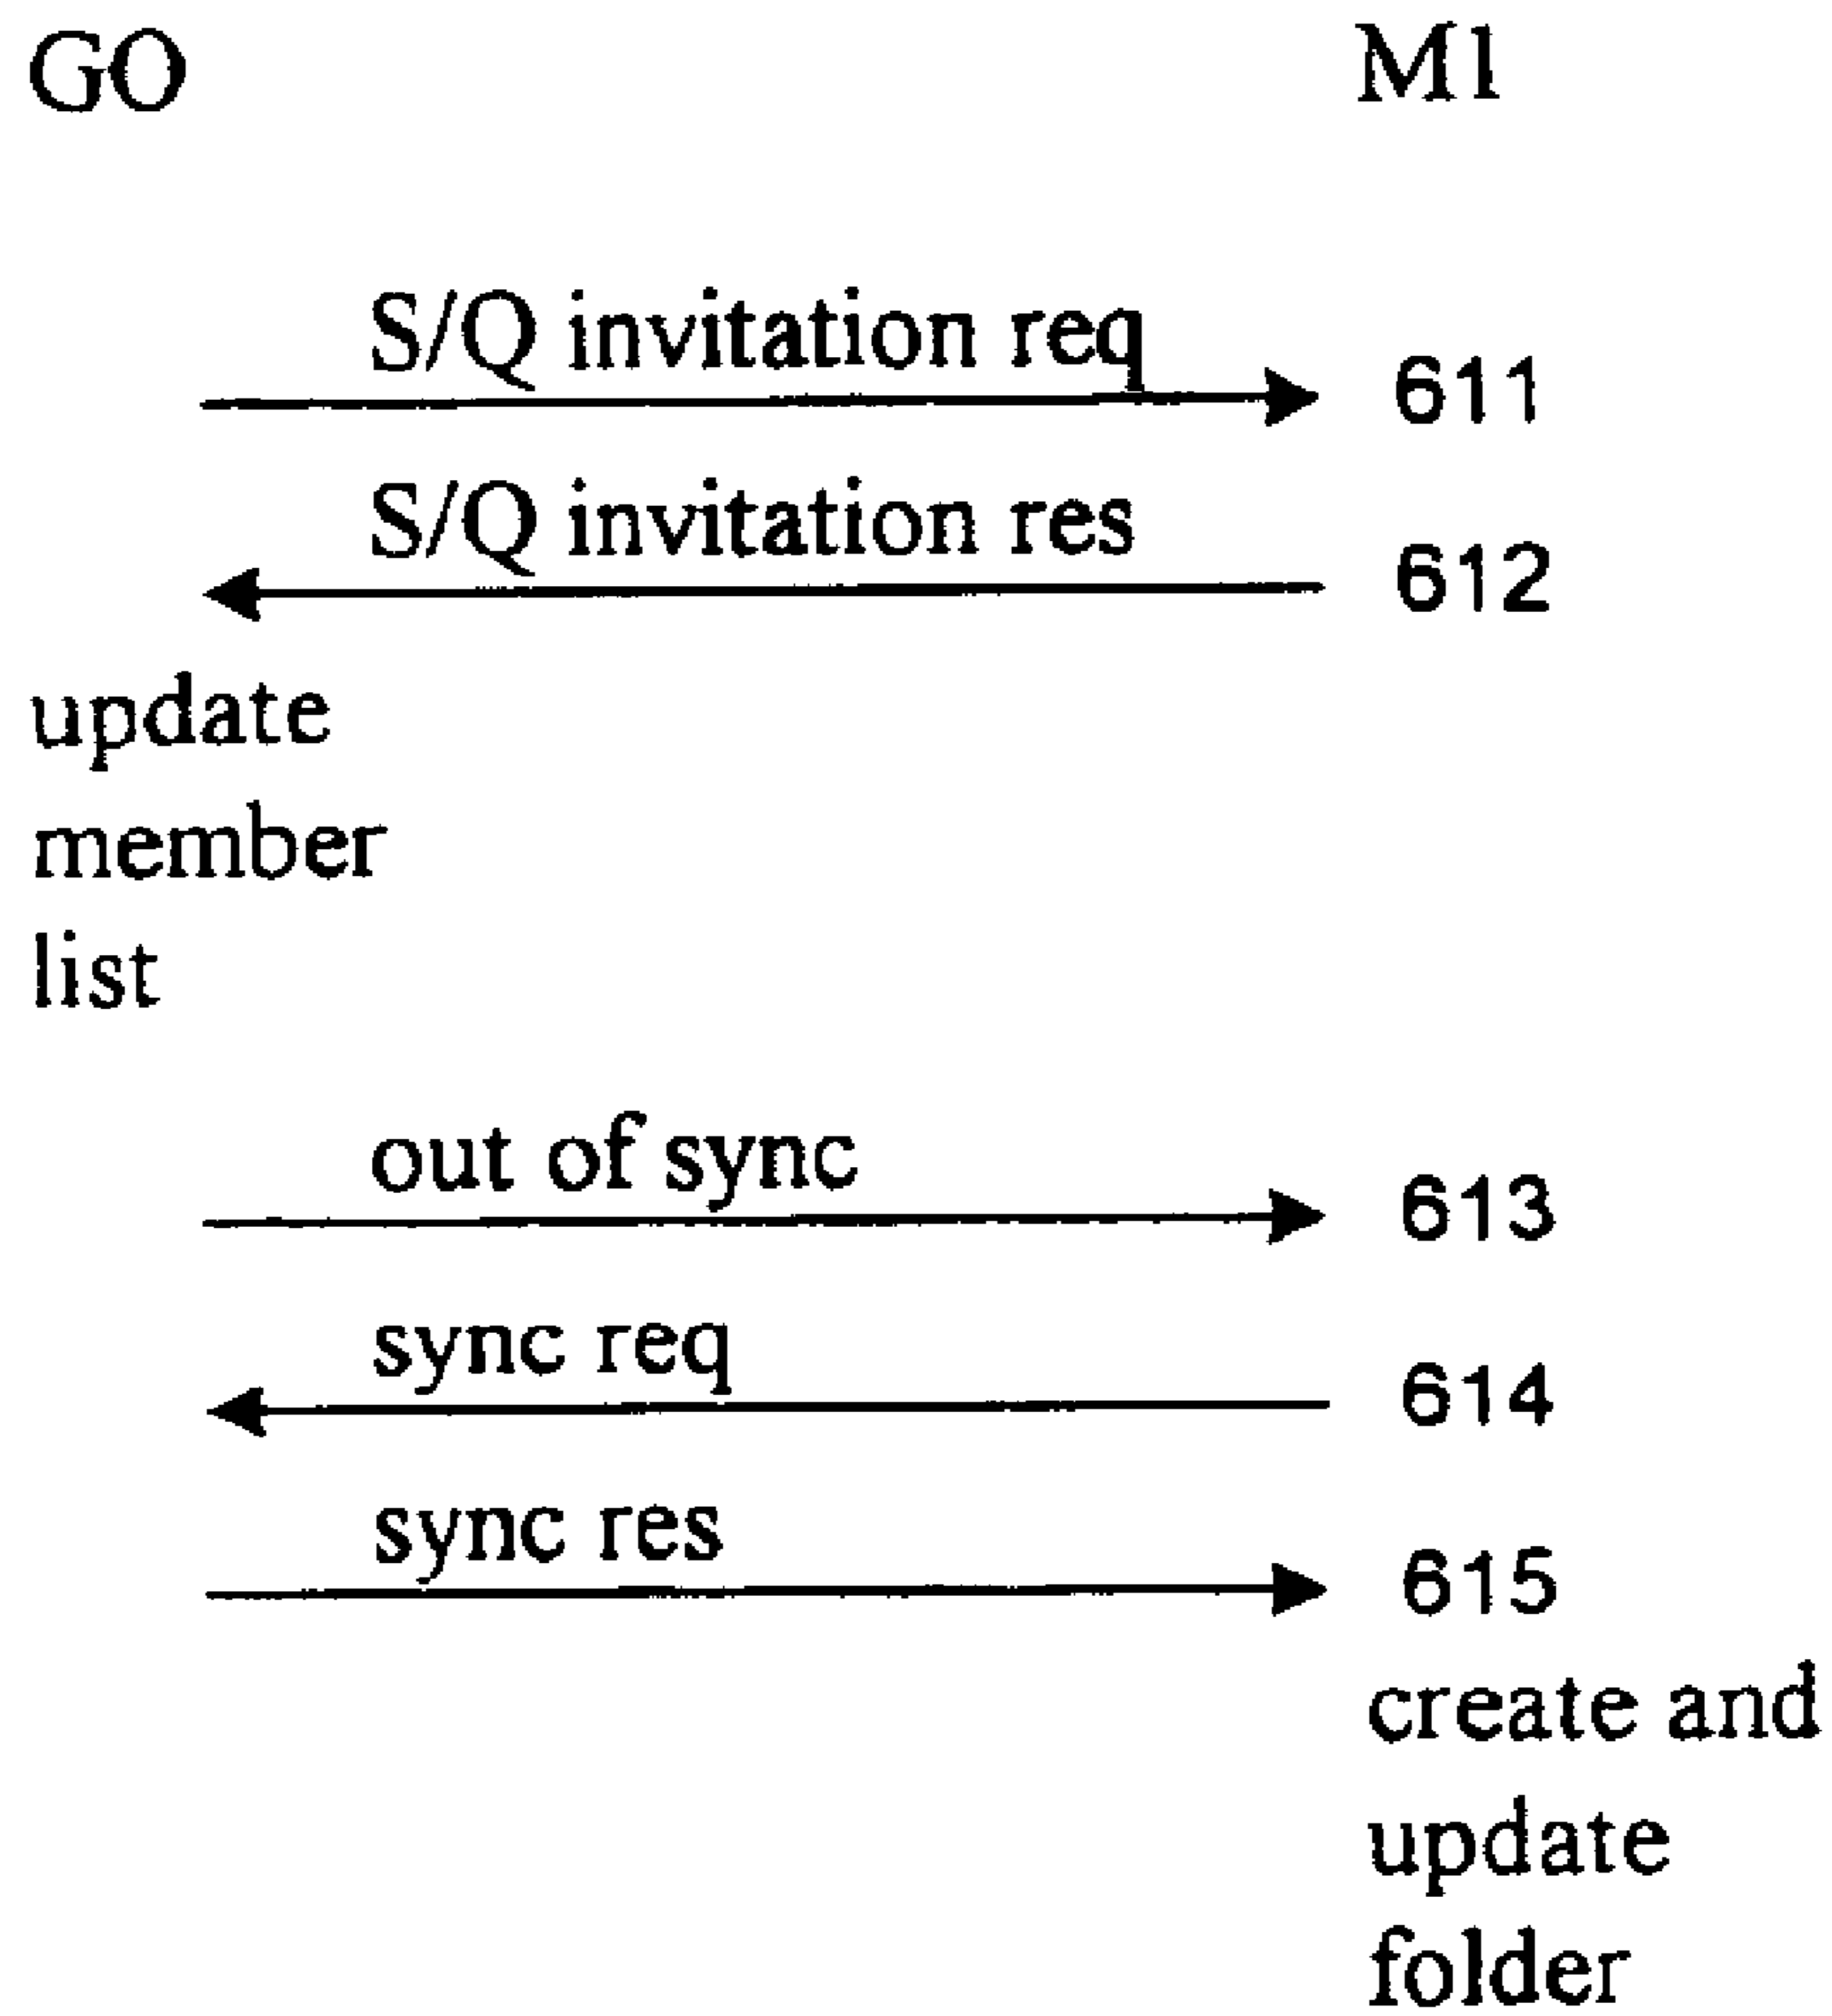 GO M1
S/Q invitation req 611
S/Q invitation res 612
update
member
list
out of sync 613
sync req 614
sync res 615
create and
update
folder